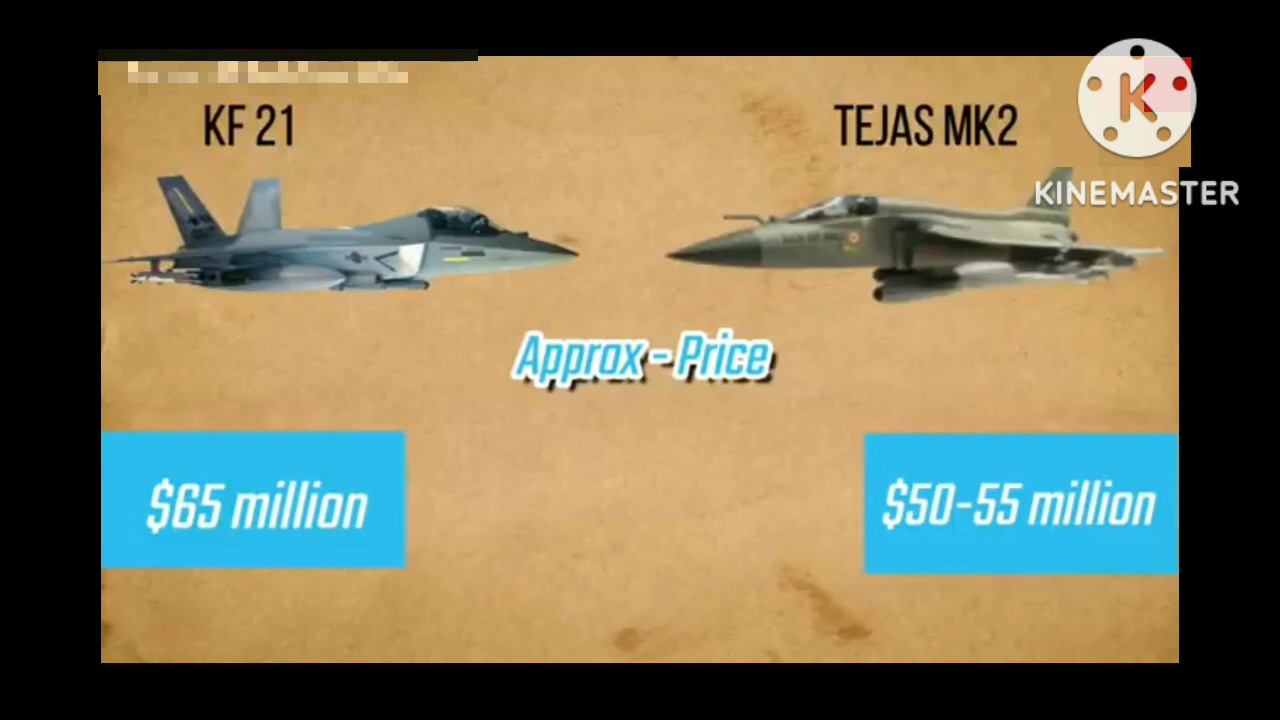 KF 21
TEJAS MK2
KINEMASTER
Approx - Price
$65 million
$50-55 million